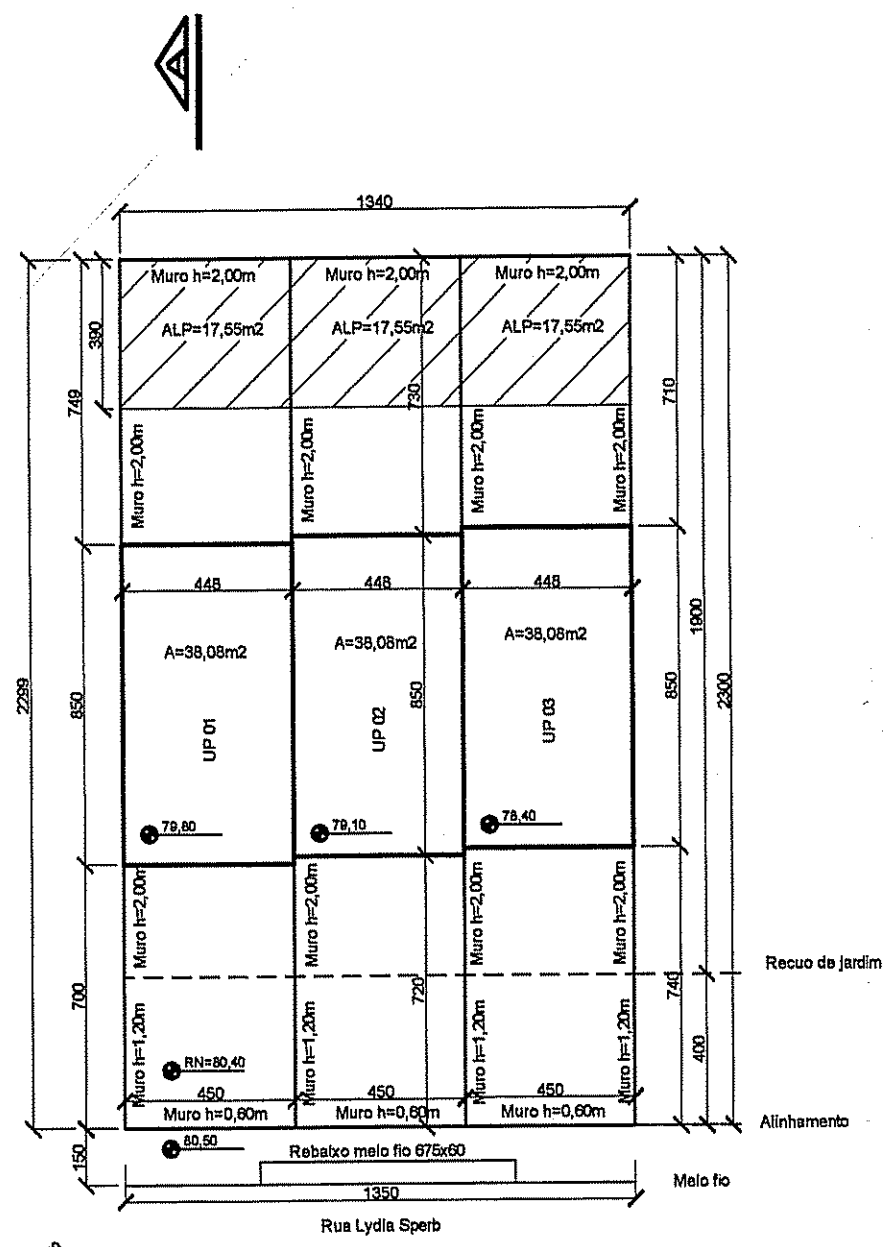 1340
Muro h=2,00m Muro h=2,00m Muro h=2,00m
ALP=17,55m2 ALP=17,55m2 ALP=17,55m2
390
749
730
710
Muro h=2,00m
Muro h=2,00m
Muro h=2,00m
Muro h=2,00m
448 448 448
A=38,08m2 A=38,08m2 A=38,08m2
1900
2299
850
850
850
2300
UP 01
UP 02
UP 03
79,80 79,10 78,40
Muro h=2,00m
Muro h=2,00m
Muro h=2,00m
Muro h=2,00m
Recuo de jardim
700
720
740
400
Muro h=1,20m
Muro h=1,20m
Muro h=1,20m
Muro h=1,20m
RN=80,40
450 450 450
Muro h=0,60m Muro h=0,60m Muro h=0,60m
Alinhamento
80,50
150
Rebaixo meio fio 675x60
Meio fio
1350
Rua Lydia Sperb